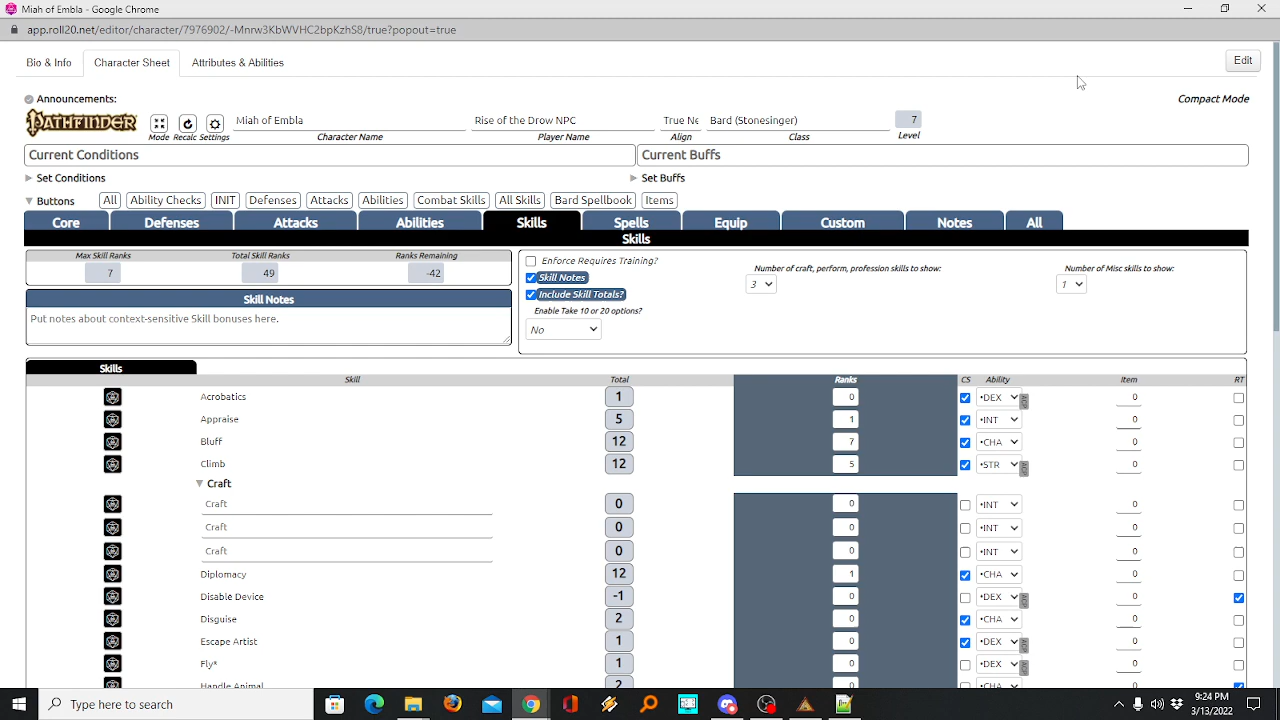 Miah of Embla - Google Chrome
app.roll20.net/editor/character/7976902/-Mnrw3KbWVHC2bpKzhS8/true?popout=true
Bio & Info Character Sheet Attributes & Abilities Edit
Announcements: Compact Mode
PATHFINDER Mode Recalc Settings Miah of Embla Rise of the Drow NPC True Ne Bard (Stonesinger) 7
Character Name Player Name Align Class Level
Current Conditions Current Buffs
Set Conditions Set Buffs
Buttons All Ability Checks INIT Defenses Attacks Abilities Combat Skills All Skills Bard Spellbook Items
Core Defenses Attacks Abilities Skills Spells Equip Custom Notes All
Skills
Max Skill Ranks Total Skill Ranks Ranks Remaining
7 49 -42
Skill Notes
Put notes about context-sensitive Skill bonuses here.
Enforce Requires Training?
Skill Notes
Include Skill Totals?
Enable Take 10 or 20 options?
No
Number of craft, perform, profession skills to show:
3
Number of Misc skills to show:
1
Skills
Skill Total Ranks CS Ability Item RT
Acrobatics 1 0 •DEX ACP 0
Appraise 5 1 •INT 0
Bluff 12 7 •CHA 0
Climb 12 5 •STR ACP 0
Craft
Craft 0 0 •INT 0
Craft 0 0 •INT 0
Craft 0 0 •INT 0
Diplomacy 12 1 •CHA 0
Disable Device -1 0 •DEX ACP 0
Disguise 2 0 •CHA 0
Escape Artist 1 0 •DEX ACP 0
Fly* 1 0 •DEX ACP 0
Handle Animal 2 0 •CHA 0
Type here to search
9:24 PM
3/13/2022